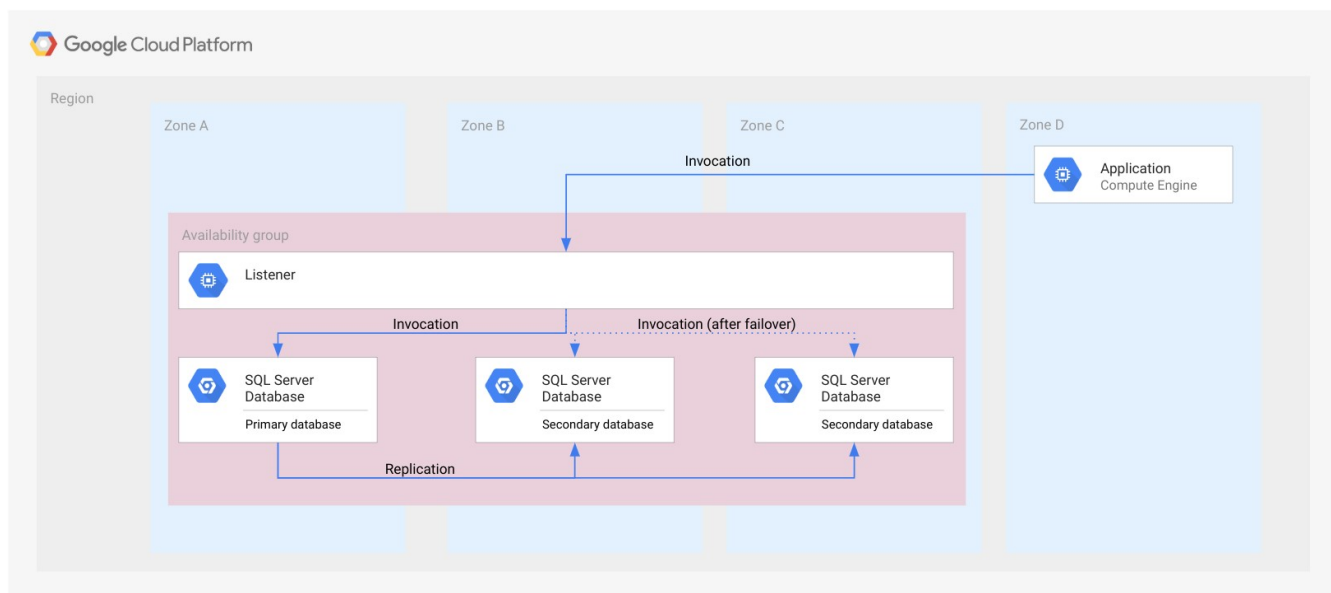 Google Cloud Platform
Region
Zone A
Zone B
Zone C
Zone D
Invocation
Application
Compute Engine
Availability group
Listener
Invocation
Invocation (after failover)
SQL Server
Database
Primary database
SQL Server
Database
Secondary database
SQL Server
Database
Secondary database
Replication